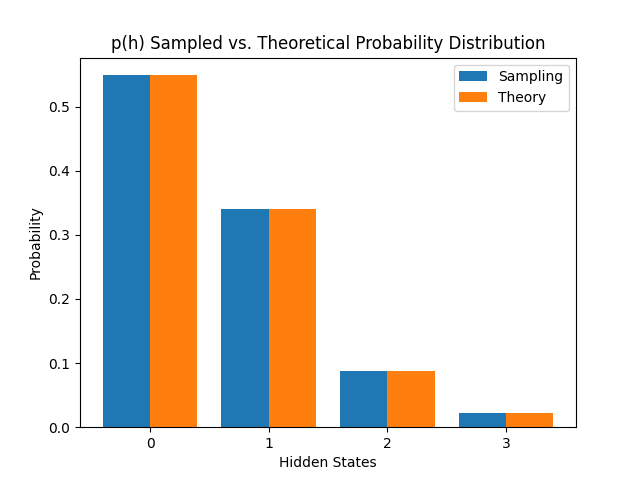 p(h) Sampled vs. Theoretical Probability Distribution
Sampling
Theory
Probability
0.5
0.4
0.3
0.2
0.1
0.0
0 1 2 3
Hidden States